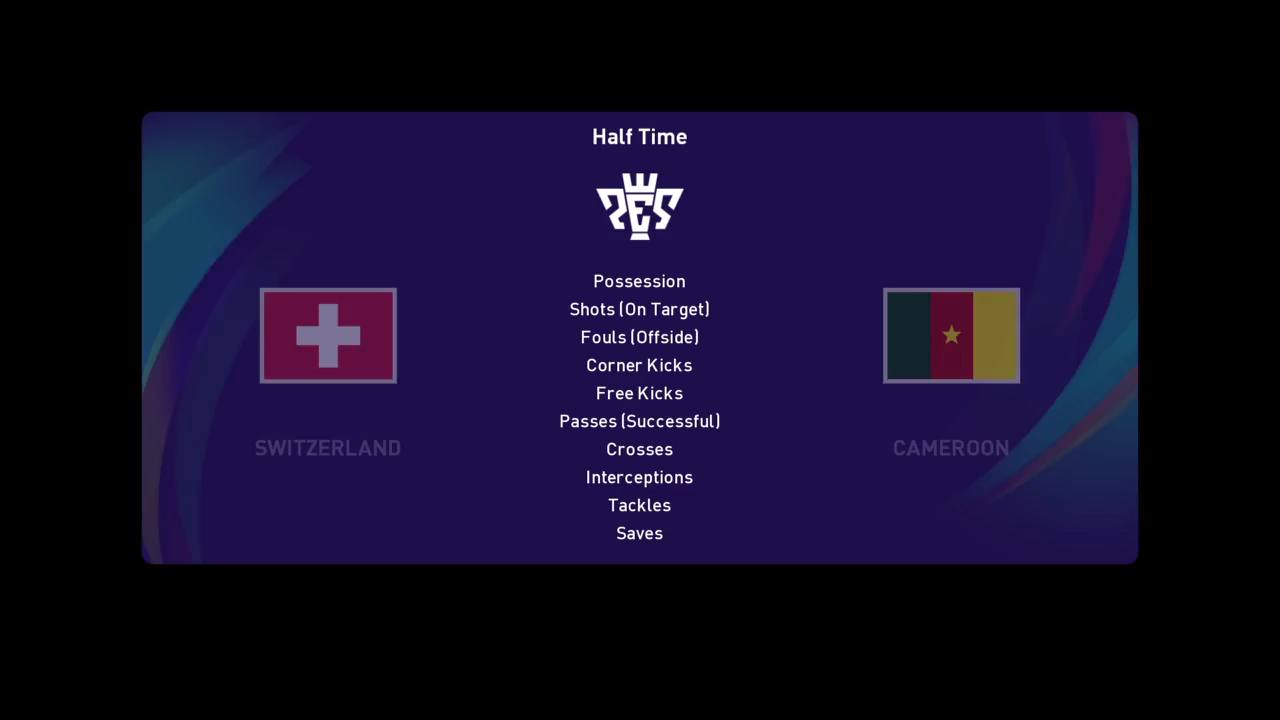 Half Time
PES
Possession
Shots (On Target)
Fouls (Offside)
Corner Kicks
Free Kicks
Passes (Successful)
Crosses
Interceptions
Tackles
Saves
SWITZERLAND
CAMEROON